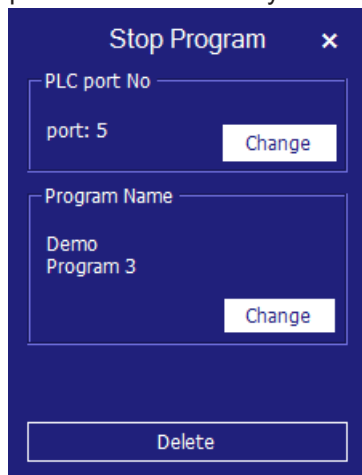 Stop Program ×
PLC port No
port: 5
Change
Program Name
Demo
Program 3
Change
Delete